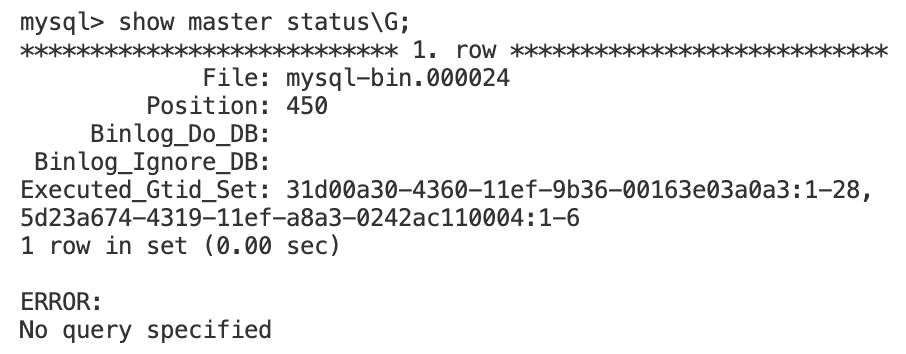 mysql> show master status\G;
*************************** 1. row ***************************
File: mysql-bin.000024
Position: 450
Binlog_Do_DB:
Binlog_Ignore_DB:
Executed_Gtid_Set: 31d00a30-4360-11ef-9b36-00163e03a0a3:1-28,
5d23a674-4319-11ef-a8a3-0242ac110004:1-6
1 row in set (0.00 sec)
ERROR:
No query specified